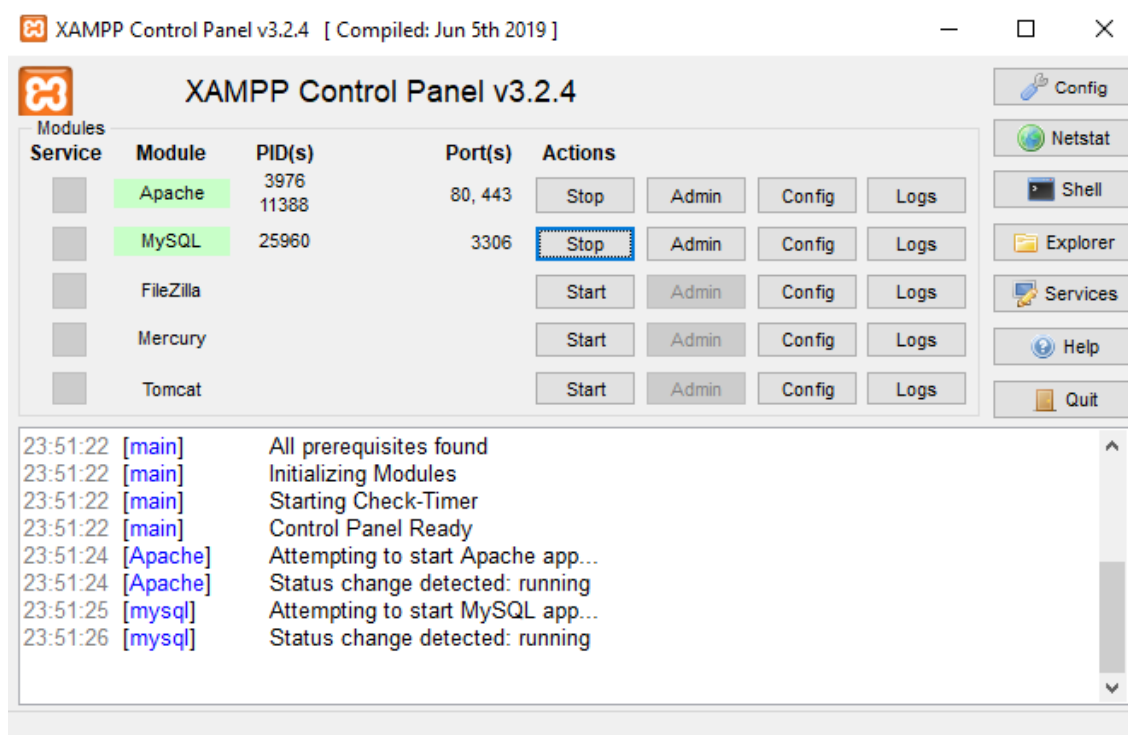 XAMPP Control Panel v3.2.4 [ Compiled: Jun 5th 2019 ]
XAMPP Control Panel v3.2.4
Config
Modules
Service Module PID(s) Port(s) Actions
Netstat
Apache 3976 11388 80, 443 Stop Admin Config Logs
Shell
MySQL 25960 3306 Stop Admin Config Logs
Explorer
FileZilla Start Admin Config Logs
Services
Mercury Start Admin Config Logs
Help
Tomcat Start Admin Config Logs
Quit
23:51:22 [main] All prerequisites found
23:51:22 [main] Initializing Modules
23:51:22 [main] Starting Check-Timer
23:51:22 [main] Control Panel Ready
23:51:24 [Apache] Attempting to start Apache app...
23:51:24 [Apache] Status change detected: running
23:51:25 [mysql] Attempting to start MySQL app...
23:51:26 [mysql] Status change detected: running